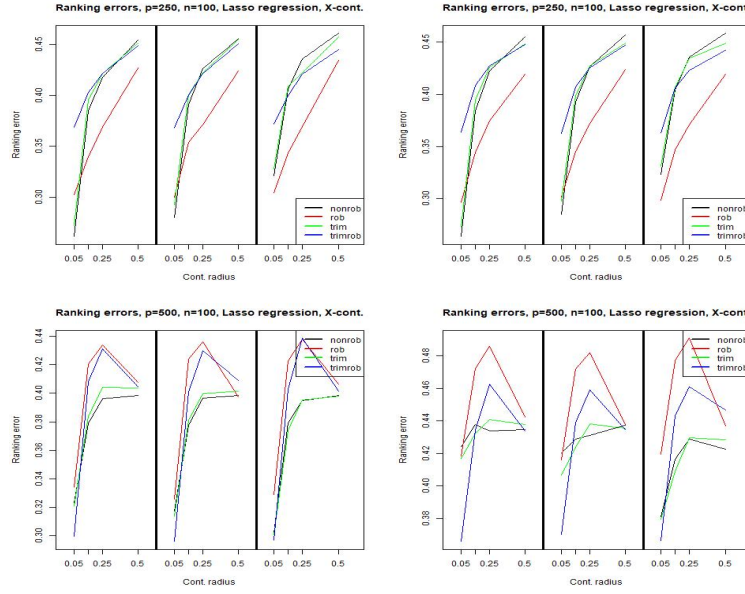 Ranking errors, p=250, n=100, Lasso regression, X-cont.
Ranking error
0.45
0.40
0.35
0.30
nonrob
rob
trim
trimrob
0.05 0.25 0.5 0.05 0.25 0.5 0.05 0.25 0.5
Cont. radius
Ranking errors, p=250, n=100, Lasso regression, X-cont.
Ranking error
0.45
0.40
0.35
0.30
nonrob
rob
trim
trimrob
0.05 0.25 0.5 0.05 0.25 0.5 0.05 0.25 0.5
Cont. radius
Ranking errors, p=500, n=100, Lasso regression, X-cont.
Ranking error
0.44
0.42
0.40
0.38
0.36
0.34
0.32
0.30
nonrob
rob
trim
trimrob
0.05 0.25 0.5 0.05 0.25 0.5 0.05 0.25 0.5
Cont. radius
Ranking errors, p=500, n=100, Lasso regression, X-cont
Ranking error
0.48
0.46
0.44
0.42
0.40
0.38
nonrob
rob
trim
trimrob
0.05 0.25 0.5 0.05 0.25 0.5 0.05 0.25 0.5
Cont. radius